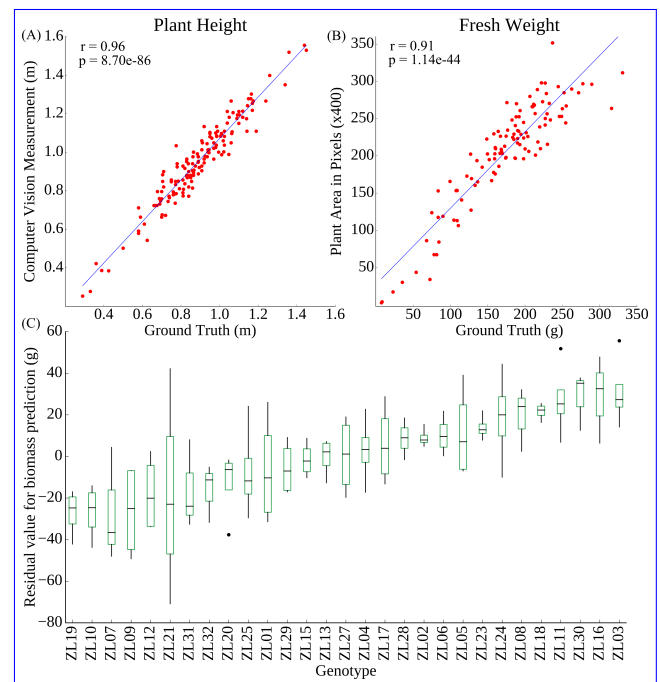 Plant Height
Fresh Weight
(A)
r = 0.96
p = 8.70e-86
Computer Vision Measurement (m)
1.6
1.4
1.2
1.0
0.8
0.6
0.4
0.4 0.6 0.8 1.0 1.2 1.4 1.6
Ground Truth (m)
(B)
r = 0.91
p = 1.14e-44
Plant Area in Pixels (x400)
350
300
250
200
150
100
50
50 100 150 200 250 300 350
Ground Truth (g)
(C)
Residual value for biomass prediction (g)
60
40
20
0
−20
−40
−60
−80
ZL19 ZL10 ZL07 ZL09 ZL12 ZL21 ZL31 ZL32 ZL20 ZL25 ZL01 ZL29 ZL15 ZL13 ZL27 ZL04 ZL17 ZL28 ZL02 ZL06 ZL05 ZL23 ZL24 ZL08 ZL18 ZL11 ZL30 ZL16 ZL03
Genotype